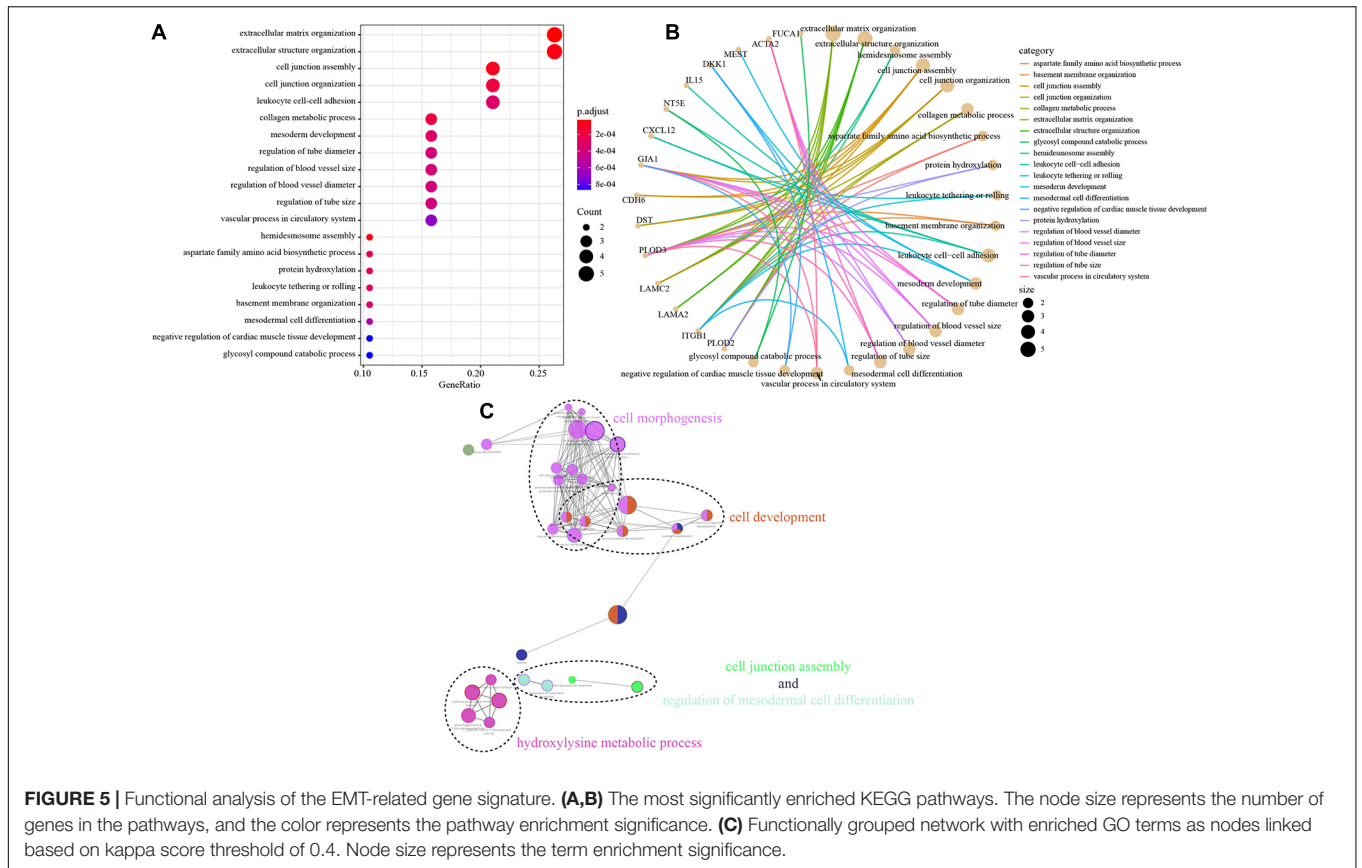 A
extracellular matrix organization
extracellular structure organization
cell junction assembly
cell junction organization
leukocyte cell-cell adhesion
collagen metabolic process
mesoderm development
regulation of tube diameter
regulation of blood vessel size
regulation of blood vessel diameter
regulation of tube size
vascular process in circulatory system
hemidesmosome assembly
aspartate family amino acid biosynthetic process
protein hydroxylation
leukocyte tethering or rolling
basement membrane organization
mesodermal cell differentiation
negative regulation of cardiac muscle tissue development
glycosyl compound catabolic process
0.10 0.15 0.20 0.25
GeneRatio
p.adjust
2e-04
4e-04
6e-04
8e-04
Count
2
3
4
5
B
FUCA1
ACTA2
MEST
DKK1
IL15
NT5E
CXCL12
GJA1
CDH6
DST
PLOD3
LAMC2
LAMA2
ITGB1
PLOD2
extracellular matrix organization
extracellular structure organization
hemidesmosome assembly
cell junction assembly
cell junction organization
collagen metabolic process
aspartate family amino acid biosynthetic process
protein hydroxylation
leukocyte tethering or rolling
basement membrane organization
leukocyte cell-cell adhesion
mesoderm development
regulation of tube diameter
regulation of blood vessel size
regulation of blood vessel diameter
regulation of tube size
mesodermal cell differentiation
vascular process in circulatory system
negative regulation of cardiac muscle tissue development
glycosyl compound catabolic process
category
aspartate family amino acid biosynthetic process
basement membrane organization
cell junction assembly
cell junction organization
collagen metabolic process
extracellular matrix organization
extracellular structure organization
glycosyl compound catabolic process
hemidesmosome assembly
leukocyte cell-cell adhesion
leukocyte tethering or rolling
mesoderm development
mesodermal cell differentiation
negative regulation of cardiac muscle tissue development
protein hydroxylation
regulation of blood vessel diameter
regulation of blood vessel size
regulation of tube diameter
regulation of tube size
vascular process in circulatory system
size
2
3
4
5
C
cell morphogenesis
cell development
cell junction assembly
and
regulation of mesodermal cell differentiation
hydroxylysine metabolic process
FIGURE 5 | Functional analysis of the EMT-related gene signature. (A,B) The most significantly enriched KEGG pathways. The node size represents the number of
genes in the pathways, and the color represents the pathway enrichment significance. (C) Functionally grouped network with enriched GO terms as nodes linked
based on kappa score threshold of 0.4. Node size represents the term enrichment significance.